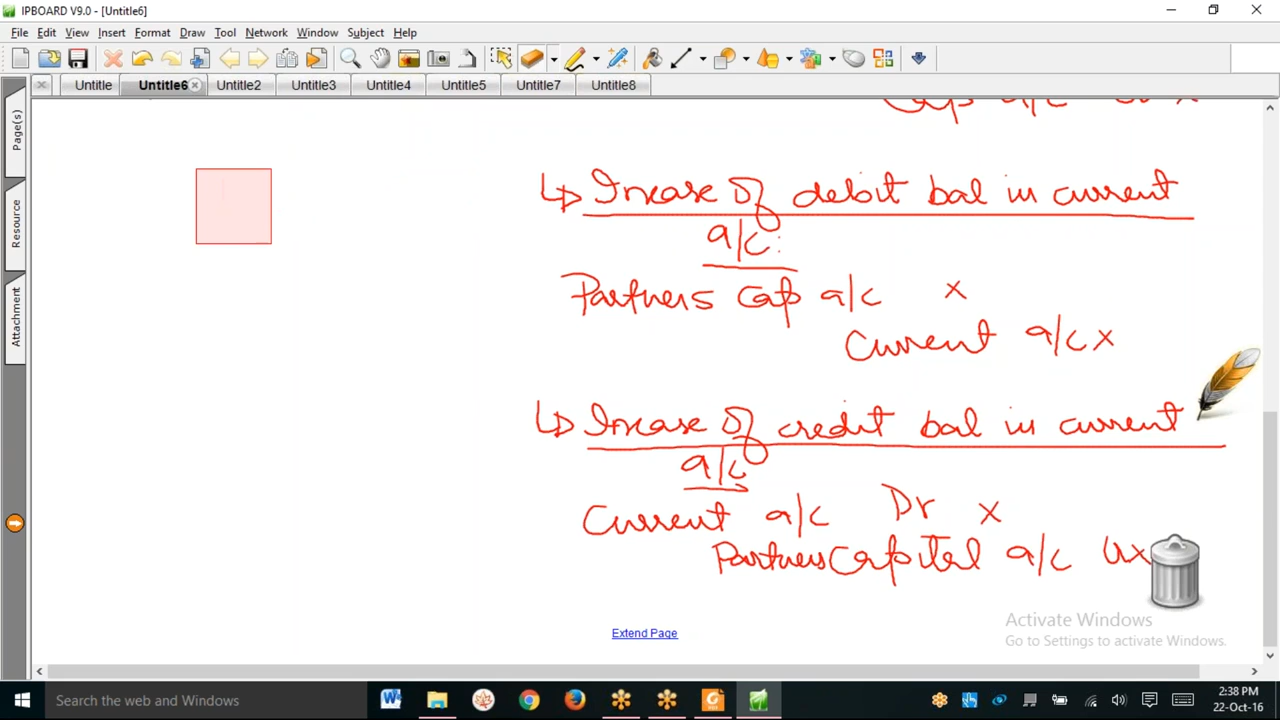 IPBOARD V9.0 - [Untitle6]
File Edit View Insert Format Draw Tool Network Window Subject Help
Untitle Untitle6 Untitle2 Untitle3 Untitle4 Untitle5 Untitle7 Untitle8
Page(s)
Resource
Attachment
Cap a/c
↳ Incase of debit bal in current
a/c:
Partners Cap a/c x
Current a/c x
↳ Incase of credit bal in current
a/c
Current a/c Dr x
Partners Capital a/c x
Extend Page
Activate Windows
Go to Settings to activate Windows.
Search the web and Windows
2:38 PM
22-Oct-16